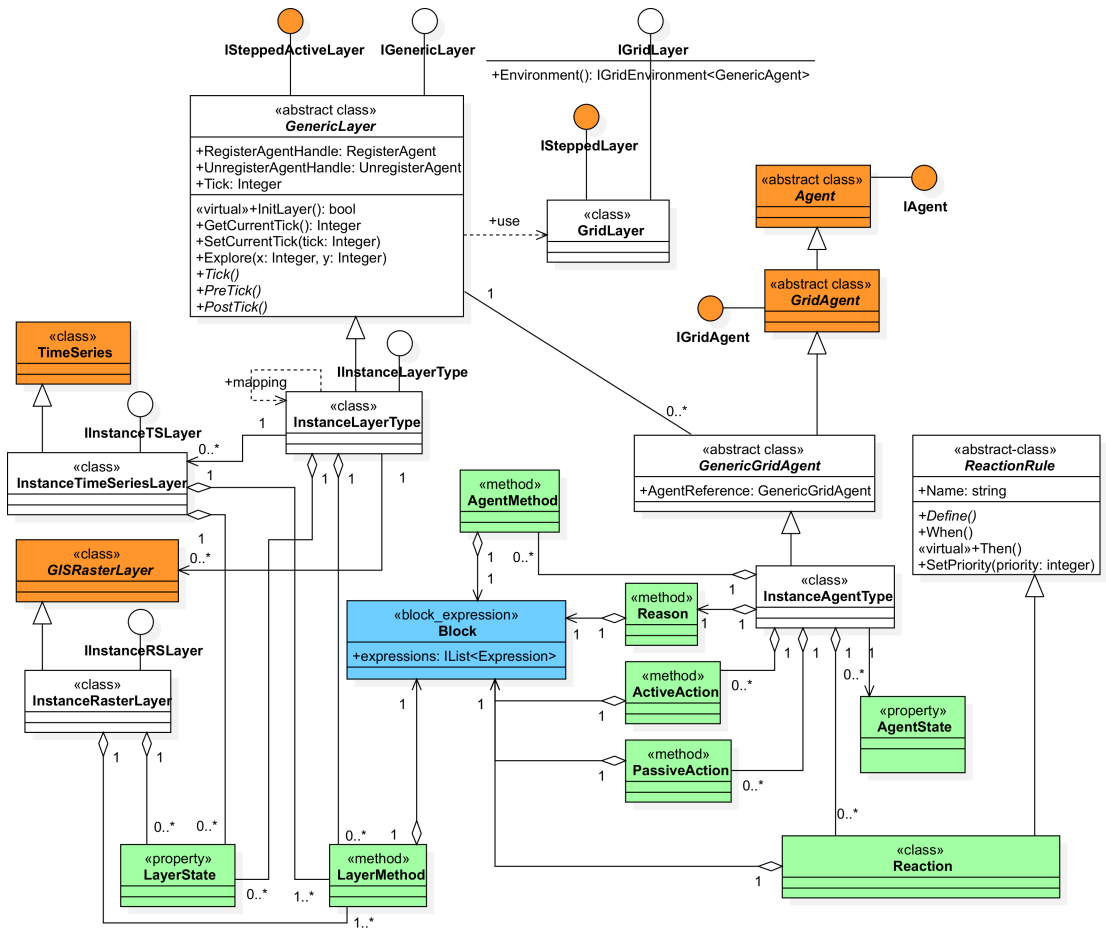 ISteppedActiveLayer
IGenericLayer
IGridLayer
+Environment(): IGridEnvironment<GenericAgent>
«abstract class»
GenericLayer
+RegisterAgentHandle: RegisterAgent
+UnregisterAgentHandle: UnregisterAgent
+Tick: Integer
«virtual»+InitLayer(): bool
+GetCurrentTick(): Integer
+SetCurrentTick(tick: Integer)
+Explore(x: Integer, y: Integer)
+Tick()
+PreTick()
+PostTick()
ISteppedLayer
+use
«class»
GridLayer
«abstract class»
Agent
IAgent
«abstract class»
GridAgent
IGridAgent
1
0..*
«class»
TimeSeries
IInstanceTSLayer
+mapping
IInstanceLayerType
«class»
InstanceLayerType
1
0..*
1
1
1
«class»
InstanceTimeSeriesLayer
1
1
«abstract class»
GenericGridAgent
+AgentReference: GenericGridAgent
«abstract-class»
ReactionRule
+Name: string
+Define()
+When()
«virtual»+Then()
+SetPriority(priority: integer)
«method»
AgentMethod
1
1
0..*
1
«class»
GISRasterLayer
0..*
IInstanceRSLayer
«class»
InstanceRasterLayer
1
1
«block_expression»
Block
+expressions: IList<Expression>
1
1
1
«method»
Reason
1
1
1
«class»
InstanceAgentType
1
1
1
1
«method»
ActiveAction
1
0..*
«method»
PassiveAction
1
0..*
0..*
«property»
AgentState
0..*
0..*
0..*
«property»
LayerState
0..*
1..*
1..*
0..*
1
«method»
LayerMethod
1
«class»
Reaction